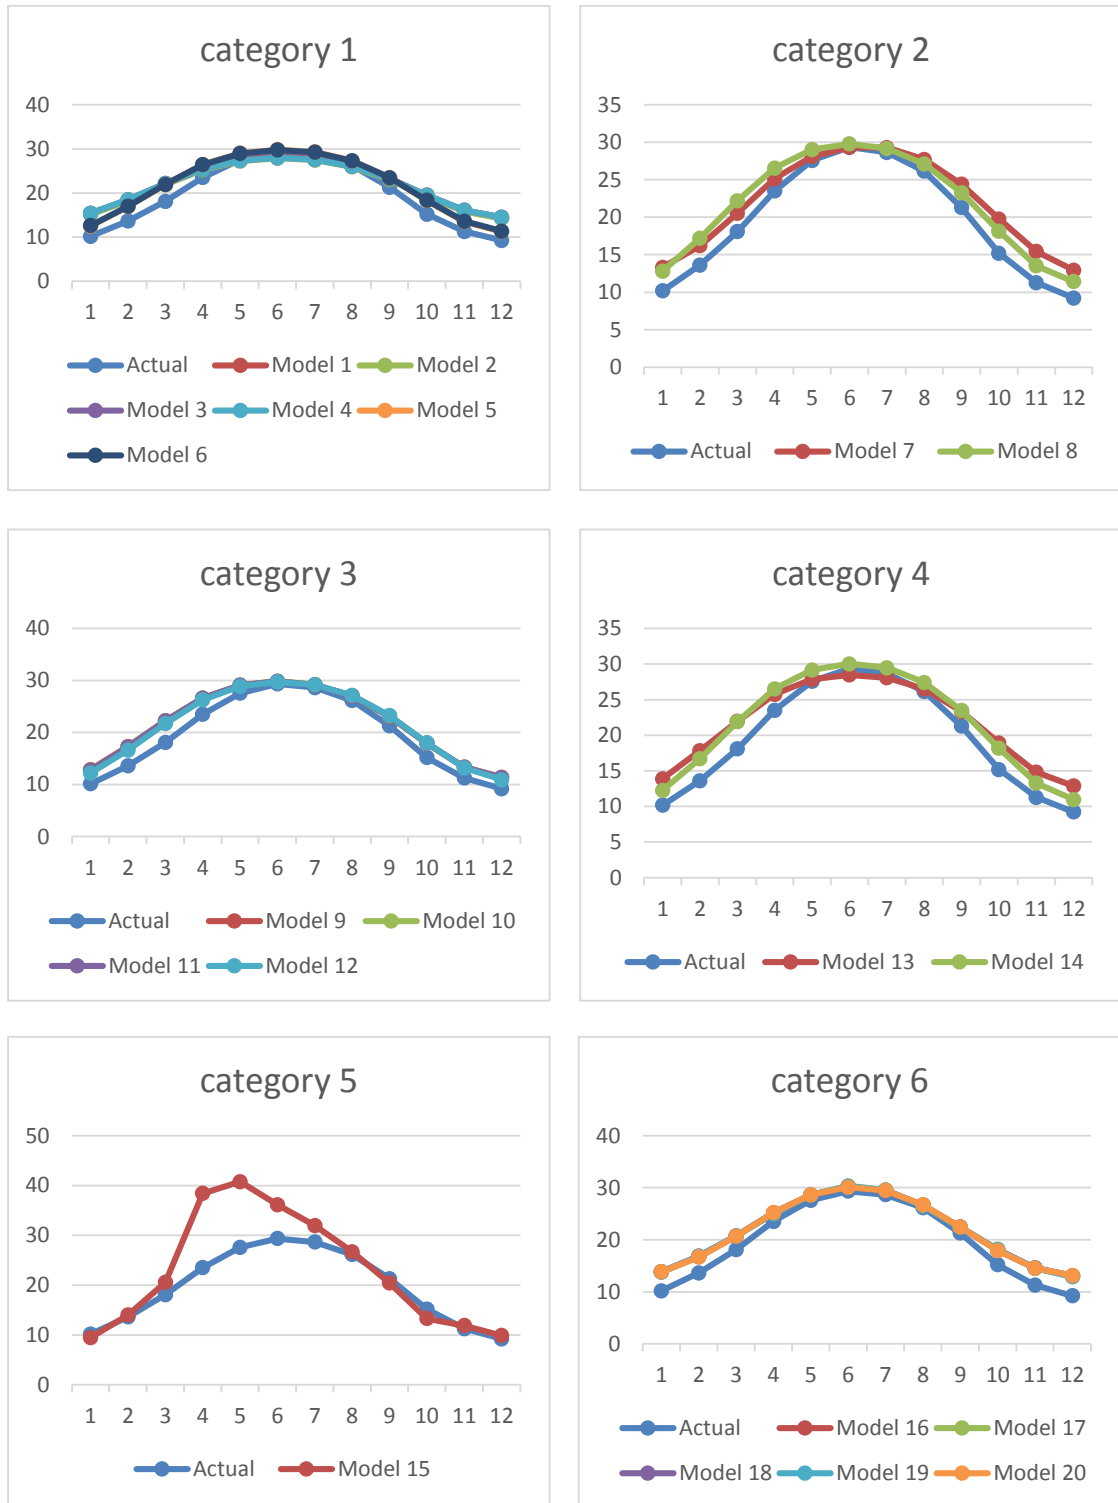 category 1
40
30
20
10
0
1 2 3 4 5 6 7 8 9 10 11 12
Actual Model 1 Model 2
Model 3 Model 4 Model 5
Model 6
category 2
35
30
25
20
15
10
5
0
1 2 3 4 5 6 7 8 9 10 11 12
Actual Model 7 Model 8
category 3
40
30
20
10
0
1 2 3 4 5 6 7 8 9 10 11 12
Actual Model 9 Model 10
Model 11 Model 12
category 4
35
30
25
20
15
10
5
0
1 2 3 4 5 6 7 8 9 10 11 12
Actual Model 13 Model 14
category 5
50
40
30
20
10
0
1 2 3 4 5 6 7 8 9 10 11 12
Actual Model 15
category 6
40
30
20
10
0
1 2 3 4 5 6 7 8 9 10 11 12
Actual Model 16 Model 17
Model 18 Model 19 Model 20